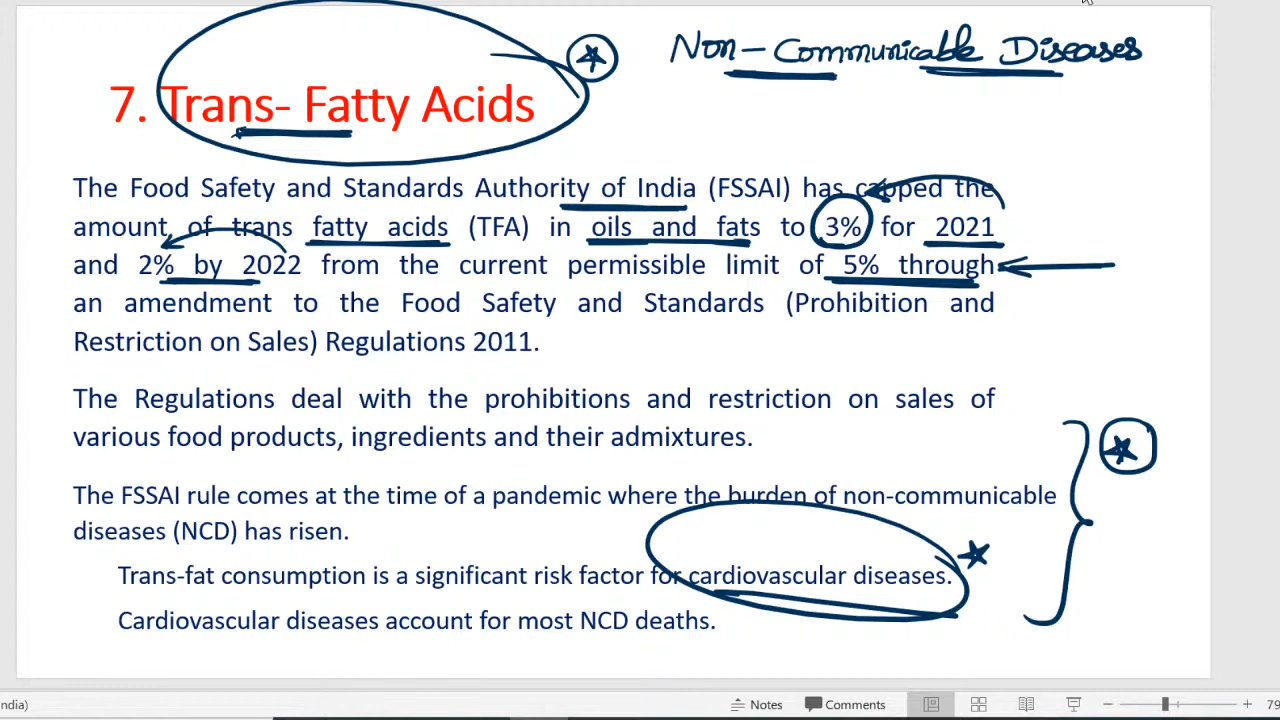 Non-Communicable Diseases
7. Trans- Fatty Acids
The Food Safety and Standards Authority of India (FSSAI) has capped the
amount of trans fatty acids (TFA) in oils and fats to 3% for 2021
and 2% by 2022 from the current permissible limit of 5% through
an amendment to the Food Safety and Standards (Prohibition and
Restriction on Sales) Regulations 2011.
The Regulations deal with the prohibitions and restriction on sales of
various food products, ingredients and their admixtures.
The FSSAI rule comes at the time of a pandemic where the burden of non-communicable
diseases (NCD) has risen.
Trans-fat consumption is a significant risk factor for cardiovascular diseases.
Cardiovascular diseases account for most NCD deaths.
ndia) Notes Comments 79